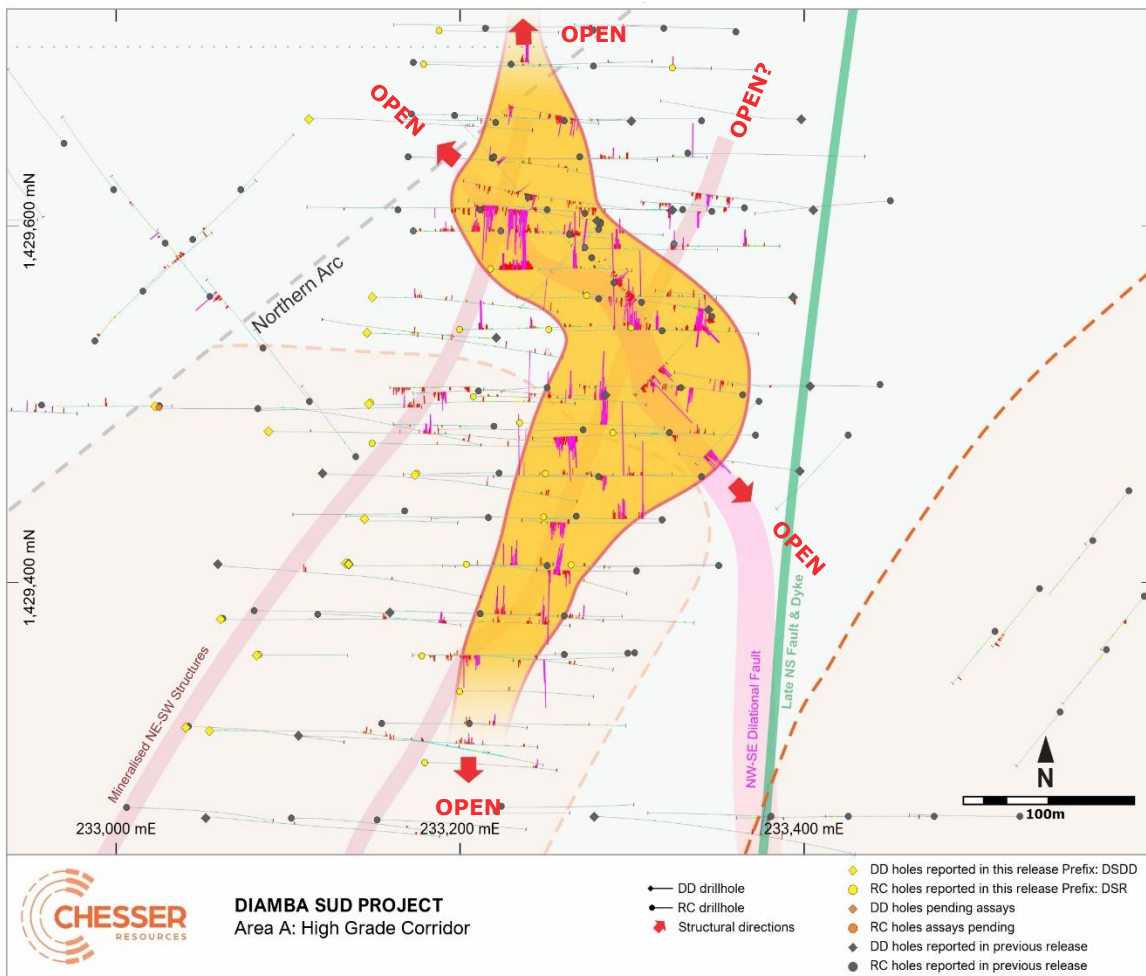 OPEN
OPEN
OPEN?
1,429,600 mN
Northern Arc
1,429,400 mN
OPEN
Late NS Fault & Dyke
NW-SE Dilational Fault
Mineralised NE-SW Structures
OPEN
N
100m
233,000 mE
233,200 mE
233,400 mE
CHESSER
RESOURCES
DIAMBA SUD PROJECT
Area A: High Grade Corridor
DD drillhole
RC drillhole
Structural directions
DD holes reported in this release Prefix: DSDD
RC holes reported in this release Prefix: DSR
DD holes pending assays
RC holes assays pending
DD holes reported in previous release
RC holes reported in previous release